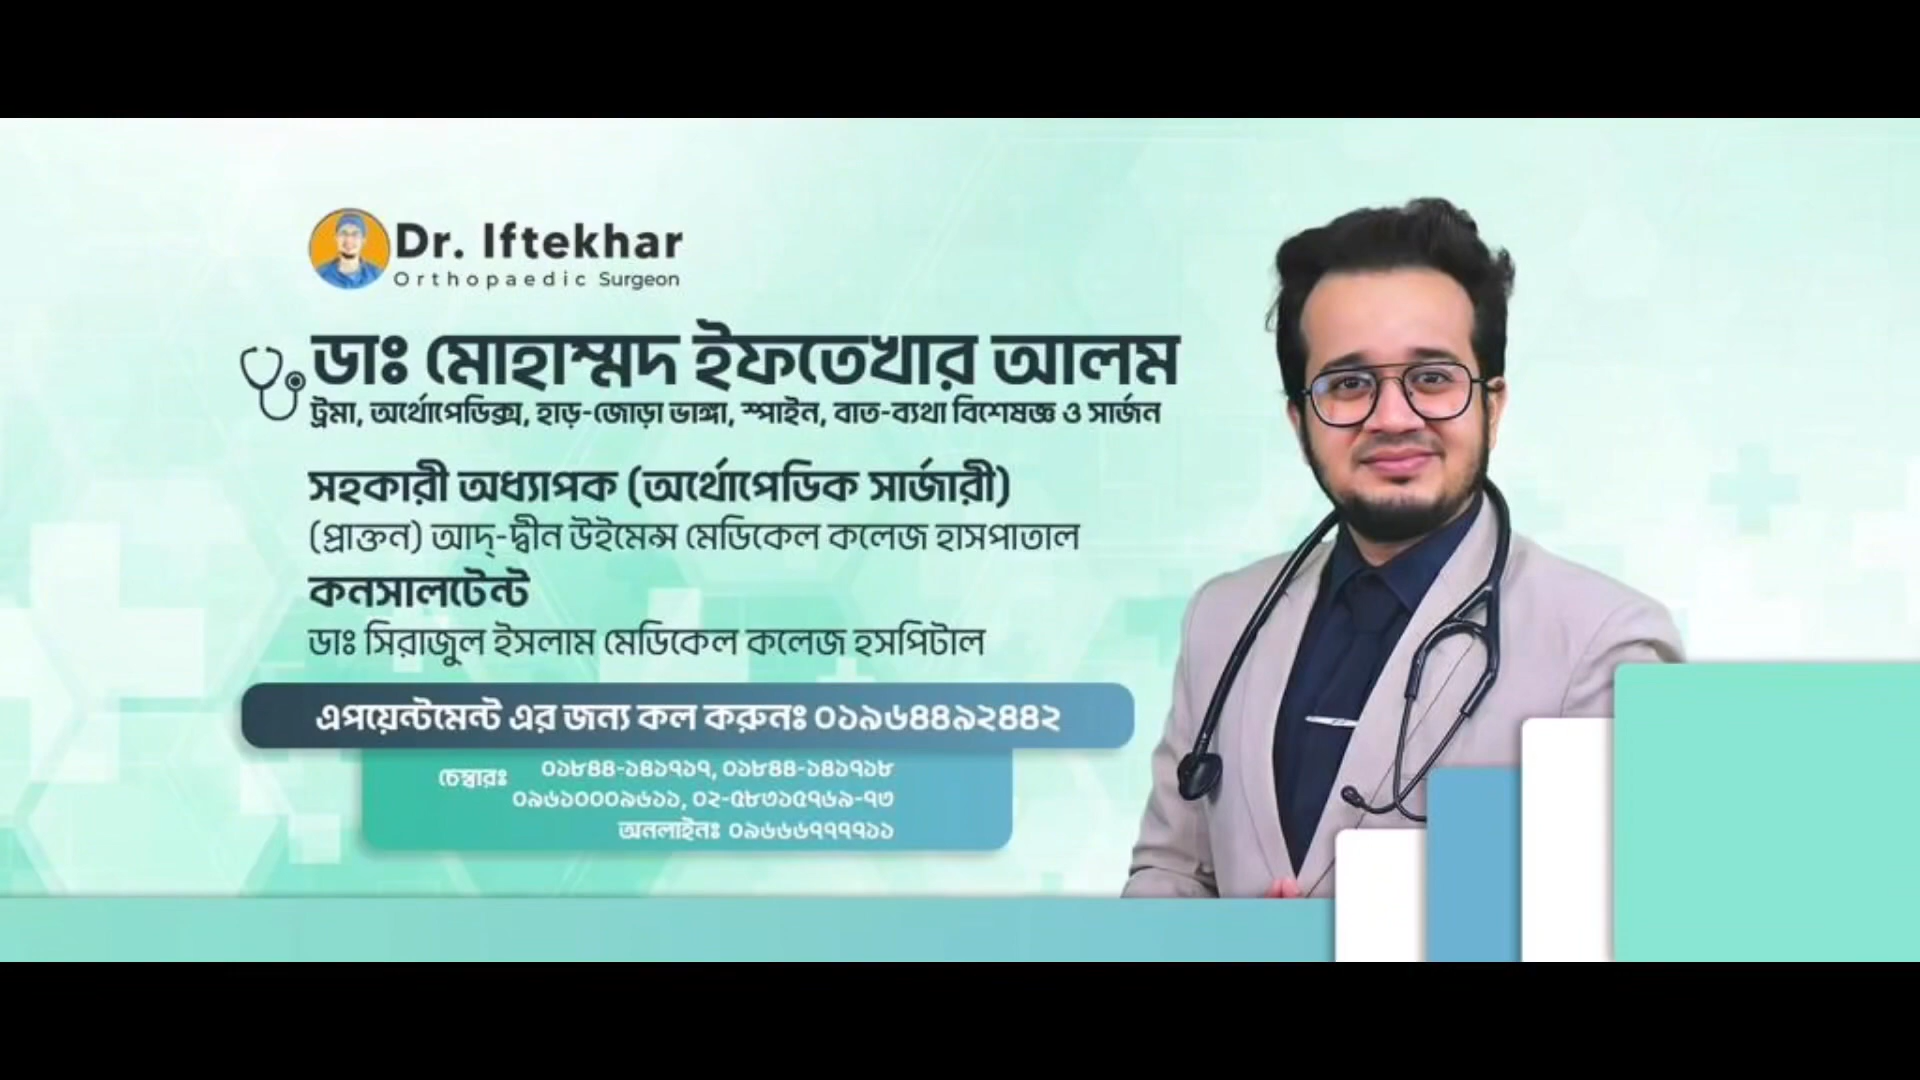 Dr. Iftekhar
Orthopaedic Surgeon
ডাঃ মোহাম্মদ ইফতেখার আলম
ট্রমা, অর্থোপেডিক্স, হাড়-জোড়া ভাঙ্গা, স্পাইন, বাত-ব্যথা বিশেষজ্ঞ ও সার্জন
সহকারী অধ্যাপক (অর্থোপেডিক সার্জারী)
(প্রাক্তন) আদ্-দ্বীন উইমেন্স মেডিকেল কলেজ হাসপাতাল
কনসালটেন্ট
ডাঃ সিরাজুল ইসলাম মেডিকেল কলেজ হসপিটাল
এপয়েন্টমেন্ট এর জন্য কল করুনঃ ০১৯৬৪৪৯২৪৪২
চেম্বারঃ ০১৮৪৪-১৪১৭১৭, ০১৮৪৪-১৪১৭১৮
০৯৬১০০০৯৬১১, ০২-৫৮৩১৫৭৬৯-৭৩
অনলাইনঃ ০৯৬৬৬৭৭৭৭১১